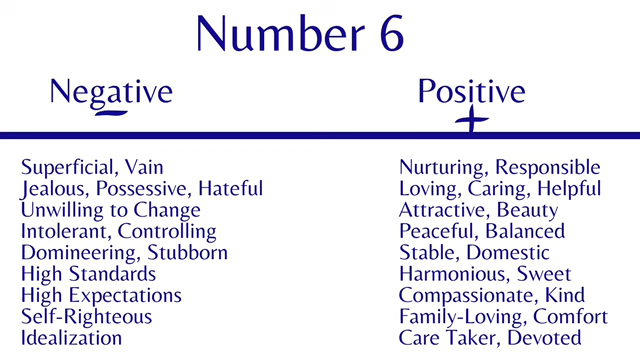 Number 6
Negative
Positive
−
+
Superficial, Vain
Jealous, Possessive, Hateful
Unwilling to Change
Intolerant, Controlling
Domineering, Stubborn
High Standards
High Expectations
Self-Righteous
Idealization
Nurturing, Responsible
Loving, Caring, Helpful
Attractive, Beauty
Peaceful, Balanced
Stable, Domestic
Harmonious, Sweet
Compassionate, Kind
Family-Loving, Comfort
Care Taker, Devoted